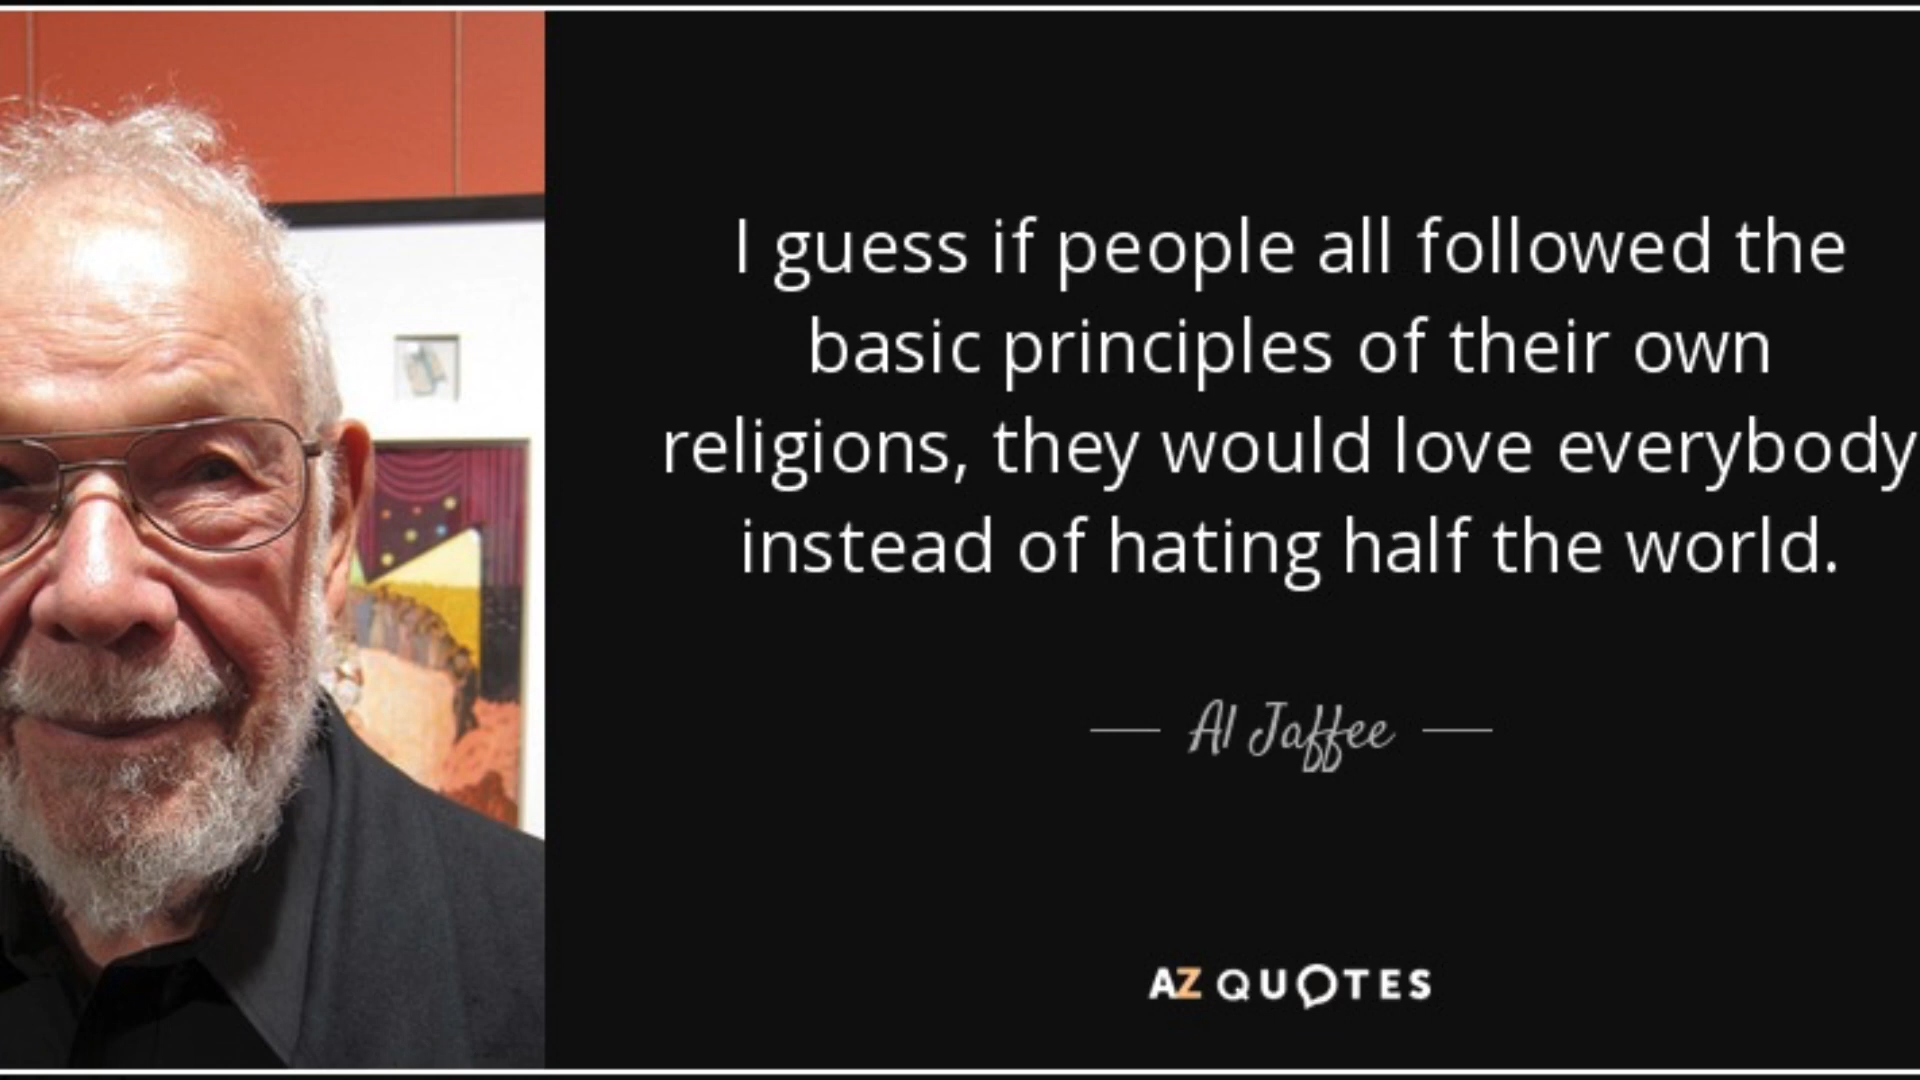 I guess if people all followed the
basic principles of their own
religions, they would love everybody
instead of hating half the world.
Al Jaffee
AZ QUOTES